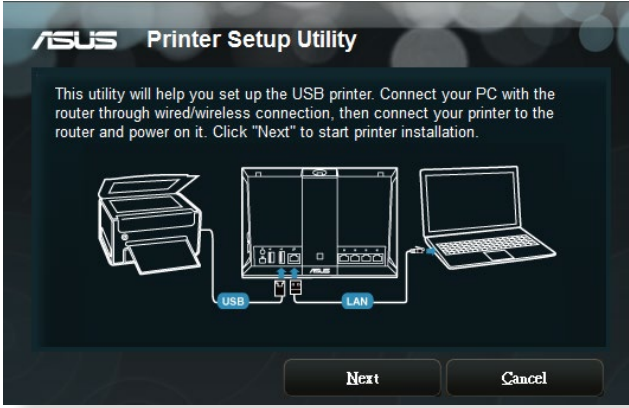 ASUS Printer Setup Utility
This utility will help you set up the USB printer. Connect your PC with the
router through wired/wireless connection, then connect your printer to the
router and power on it. Click "Next" to start printer installation.
ASUS
USB
LAN
Next Cancel